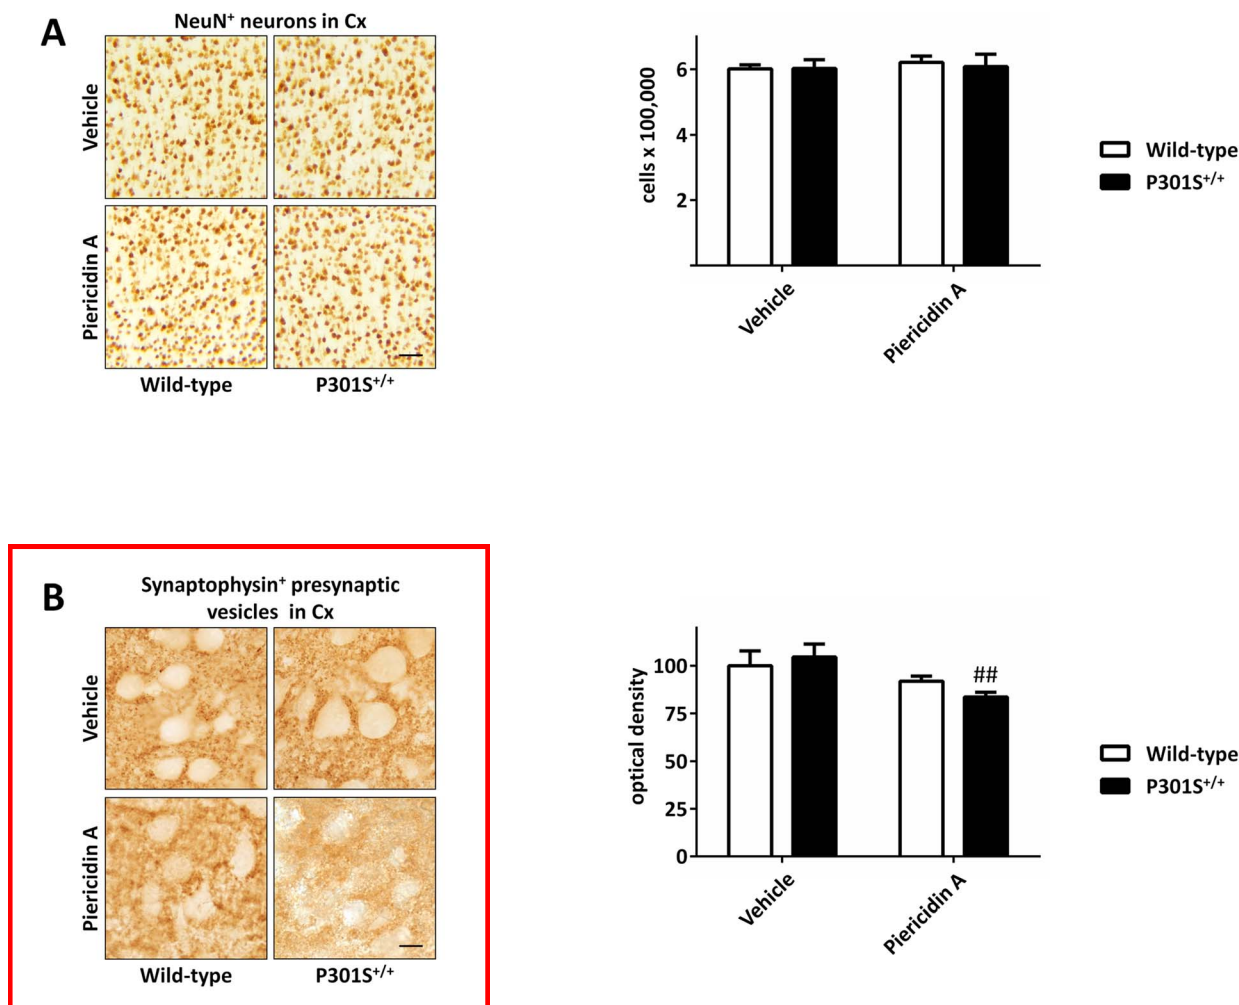 A
NeuN⁺ neurons in Cx
Vehicle
Piericidin A
Wild-type
P301S⁺/⁺
cells x 100,000
6
4
2
Vehicle
Piericidin A
Wild-type
P301S⁺/⁺
B
Synaptophysin⁺ presynaptic
vesicles in Cx
Vehicle
Piericidin A
Wild-type
P301S⁺/⁺
optical density
100
75
50
25
0
##
Vehicle
Piericidin A
Wild-type
P301S⁺/⁺